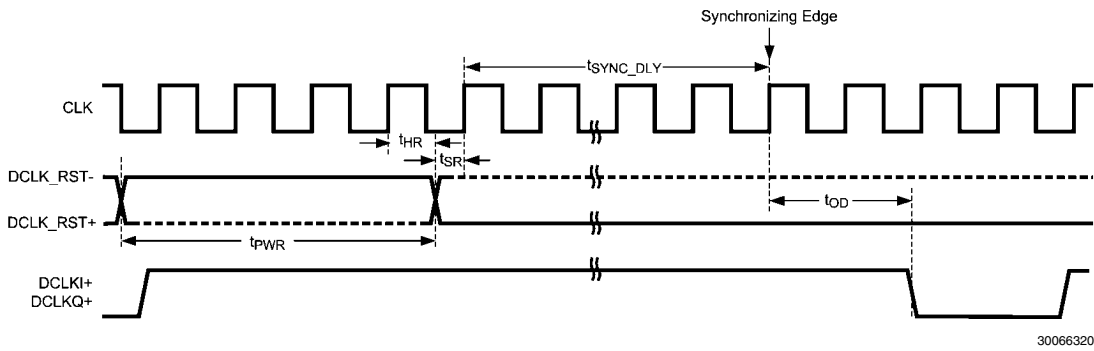 Synchronizing Edge
tSYNC_DLY
CLK
tHR
tSR
DCLK_RST-
tOD
DCLK_RST+
tPWR
DCLKI+
DCLKQ+
30066320